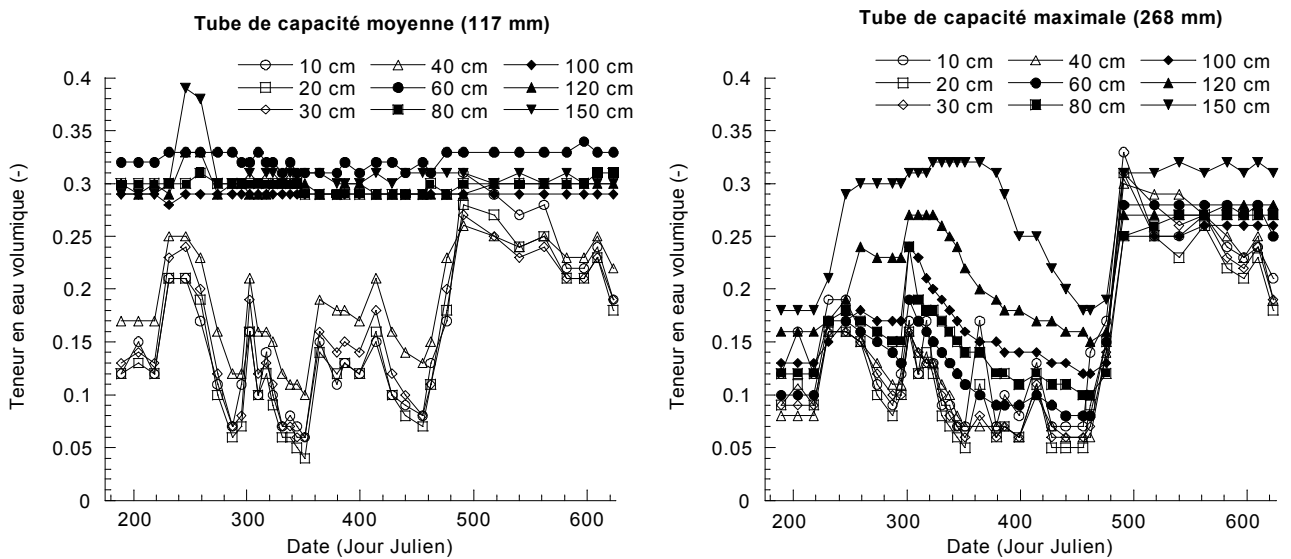 Tube de capacité moyenne (117 mm)
10 cm 40 cm 100 cm
20 cm 60 cm 120 cm
30 cm 80 cm 150 cm
Teneur en eau volumique (-)
0.4
0.35
0.3
0.25
0.2
0.15
0.1
0.05
0
200 300 400 500 600
Date (Jour Julien)
Tube de capacité maximale (268 mm)
10 cm 40 cm 100 cm
20 cm 60 cm 120 cm
30 cm 80 cm 150 cm
Teneur en eau volumique (-)
0.4
0.35
0.3
0.25
0.2
0.15
0.1
0.05
0
200 300 400 500 600
Date (Jour Julien)